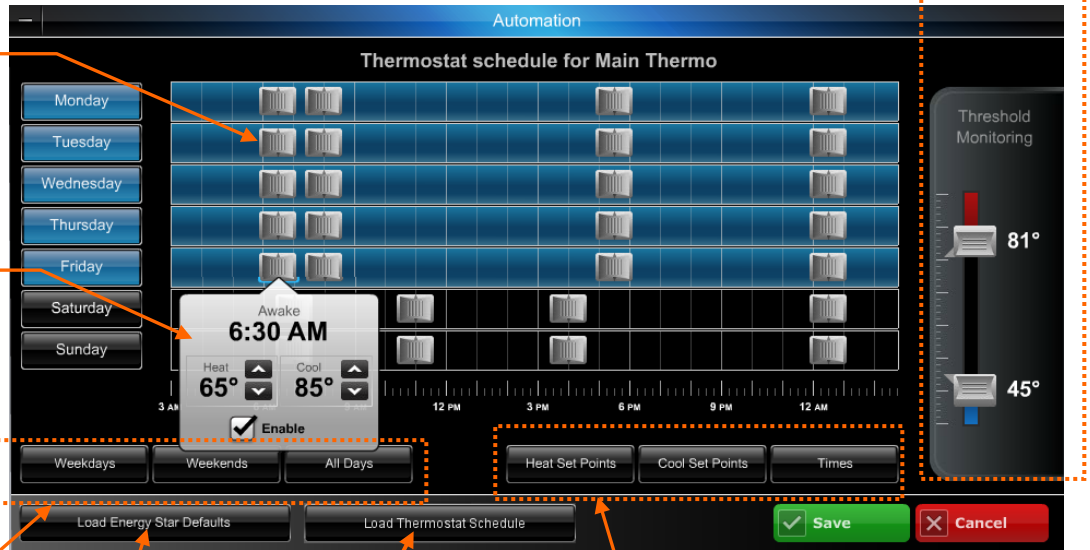 Automation
Thermostat schedule for Main Thermo
Monday
Tuesday
Wednesday
Thursday
Friday
Saturday
Sunday
Awake
6:30 AM
Heat Cool
65° 85°
Enable
12 PM 3 PM 6 PM 9 PM 12 AM
Threshold
Monitoring
81°
45°
Weekdays Weekends All Days Heat Set Points Cool Set Points Times
Load Energy Star Defaults Load Thermostat Schedule Save Cancel